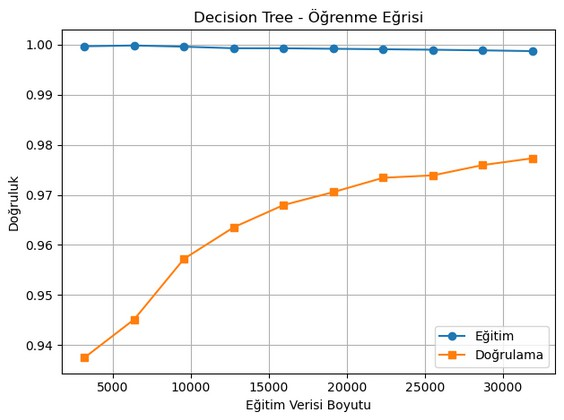 Decision Tree - Öğrenme Eğrisi
1.00
0.99
0.98
0.97
0.96
0.95
0.94
Doğruluk
5000 10000 15000 20000 25000 30000
Eğitim Verisi Boyutu
Eğitim
Doğrulama